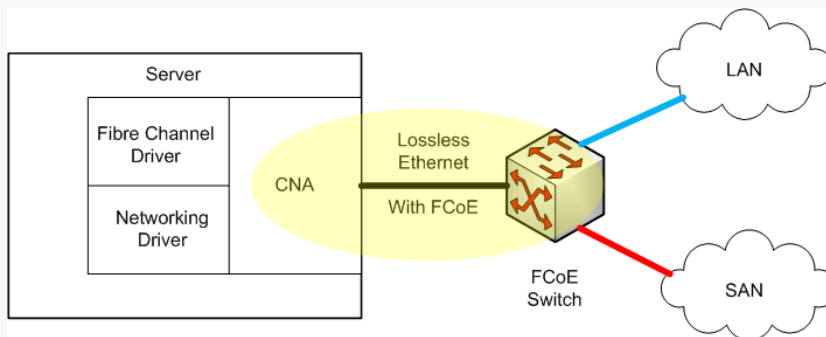 Server
Fibre Channel
Driver
Networking
Driver
CNA
Lossless
Ethernet
With FCoE
FCoE
Switch
LAN
SAN